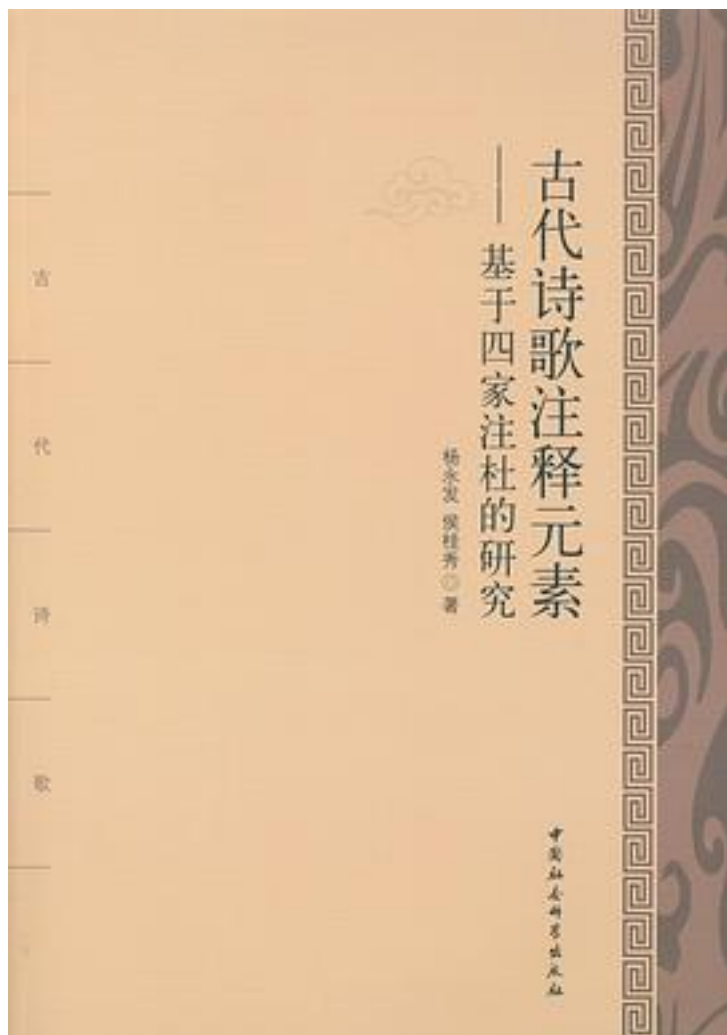 古代诗歌注释元素
——基于四家注杜的研究
杨永发 侯桂秀◎著
中国社会科学出版社
古
代
诗
歌